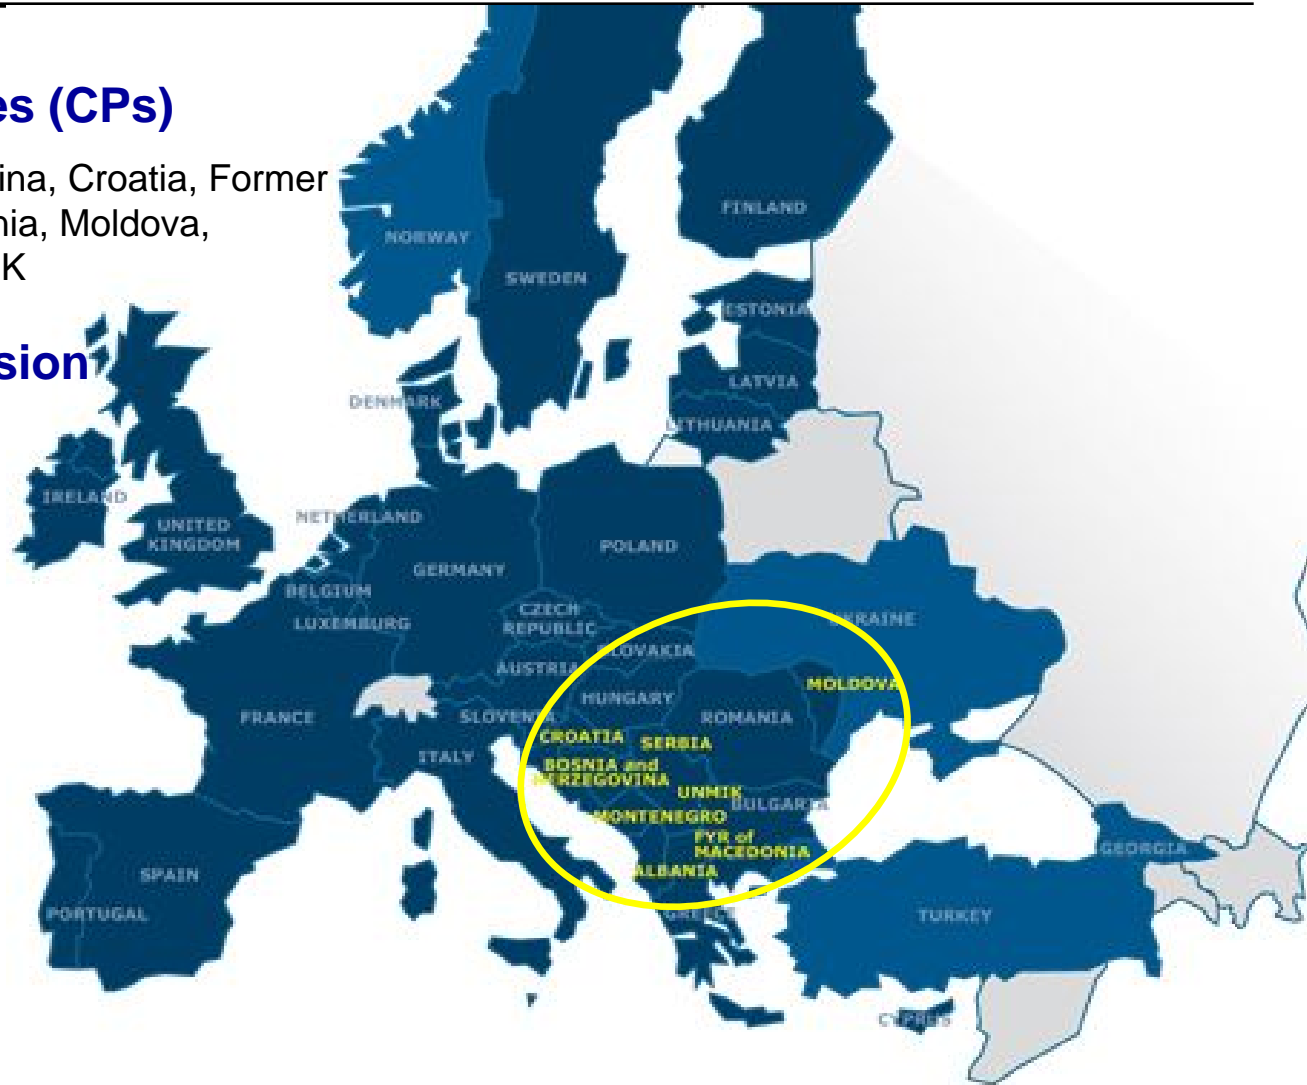 es (CPs)
ina, Croatia, Former
nia, Moldova,
K
sion
FINLAND
NORWAY
SWEDEN
ESTONIA
LATVIA
DENMARK
LITHUANIA
IRELAND
NETHERLAND
UNITED
KINGDOM
POLAND
GERMANY
BELGIUM
CZECH
REPUBLIC
LUXEMBURG
UKRAINE
SLOVAKIA
AUSTRIA
MOLDOVA
HUNGARY
FRANCE
SLOVENIA
ROMANIA
CROATIA
SERBIA
ITALY
BOSNIA and
HERZEGOVINA
UNMIK
BULGARIA
MONTENEGRO
FYR of
MACEDONIA
GEORGIA
ALBANIA
SPAIN
PORTUGAL
GREECE
TURKEY
CYPRUS